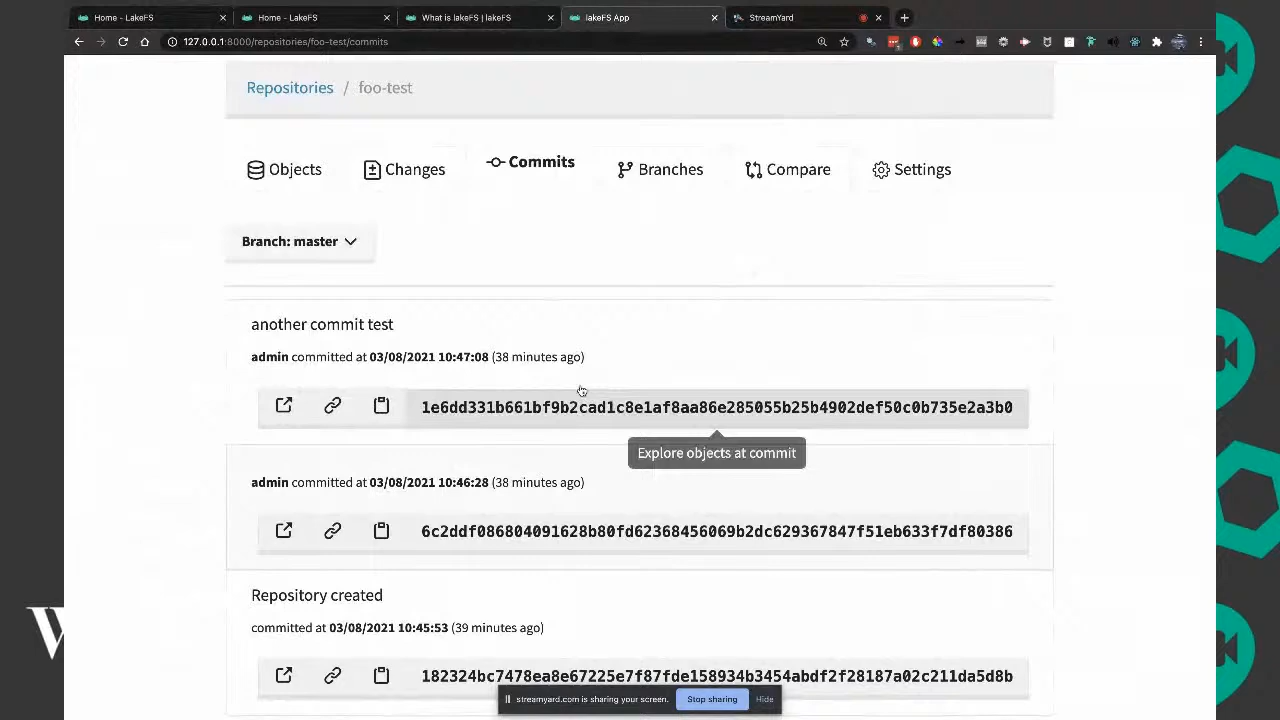 Home - LakeFS
Home - LakeFS
What is lakeFS | lakeFS
lakeFS App
StreamYard
127.0.0.1:8000/repositories/foo-test/commits
Repositories / foo-test
Objects
Changes
Commits
Branches
Compare
Settings
Branch: master
another commit test
admin committed at 03/08/2021 10:47:08 (38 minutes ago)
1e6dd331b661bf9b2cad1c8e1af8aa86e285055b25b4902def50c0b735e2a3b0
Explore objects at commit
admin committed at 03/08/2021 10:46:28 (38 minutes ago)
6c2ddf086804091628b80fd62368456069b2dc629367847f51eb633f7df80386
Repository created
committed at 03/08/2021 10:45:53 (39 minutes ago)
182324bc7478ea8e67225e7f87fde158934b3454abdf2f28187a02c211da5d8b
streamyard.com is sharing your screen.
Stop sharing
Hide